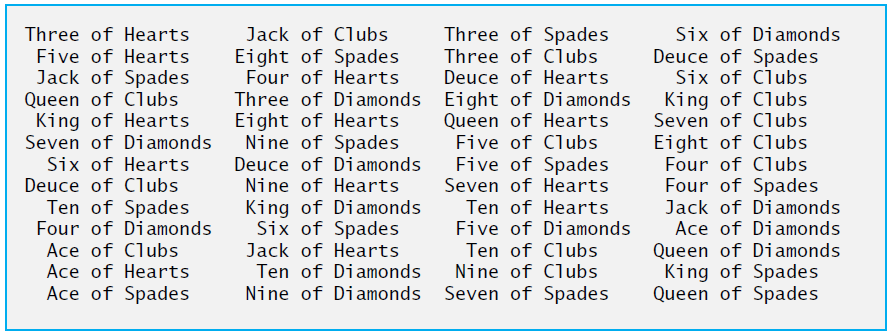 Three of Hearts Jack of Clubs Three of Spades Six of Diamonds
Five of Hearts Eight of Spades Three of Clubs Deuce of Spades
Jack of Spades Four of Hearts Deuce of Hearts Six of Clubs
Queen of Clubs Three of Diamonds Eight of Diamonds King of Clubs
King of Hearts Eight of Hearts Queen of Hearts Seven of Clubs
Seven of Diamonds Nine of Spades Five of Clubs Eight of Clubs
Six of Hearts Deuce of Diamonds Five of Spades Four of Clubs
Deuce of Clubs Nine of Hearts Seven of Hearts Four of Spades
Ten of Spades King of Diamonds Ten of Hearts Jack of Diamonds
Four of Diamonds Six of Spades Five of Diamonds Ace of Diamonds
Ace of Clubs Jack of Hearts Ten of Clubs Queen of Diamonds
Ace of Hearts Ten of Diamonds Nine of Clubs King of Spades
Ace of Spades Nine of Diamonds Seven of Spades Queen of Spades